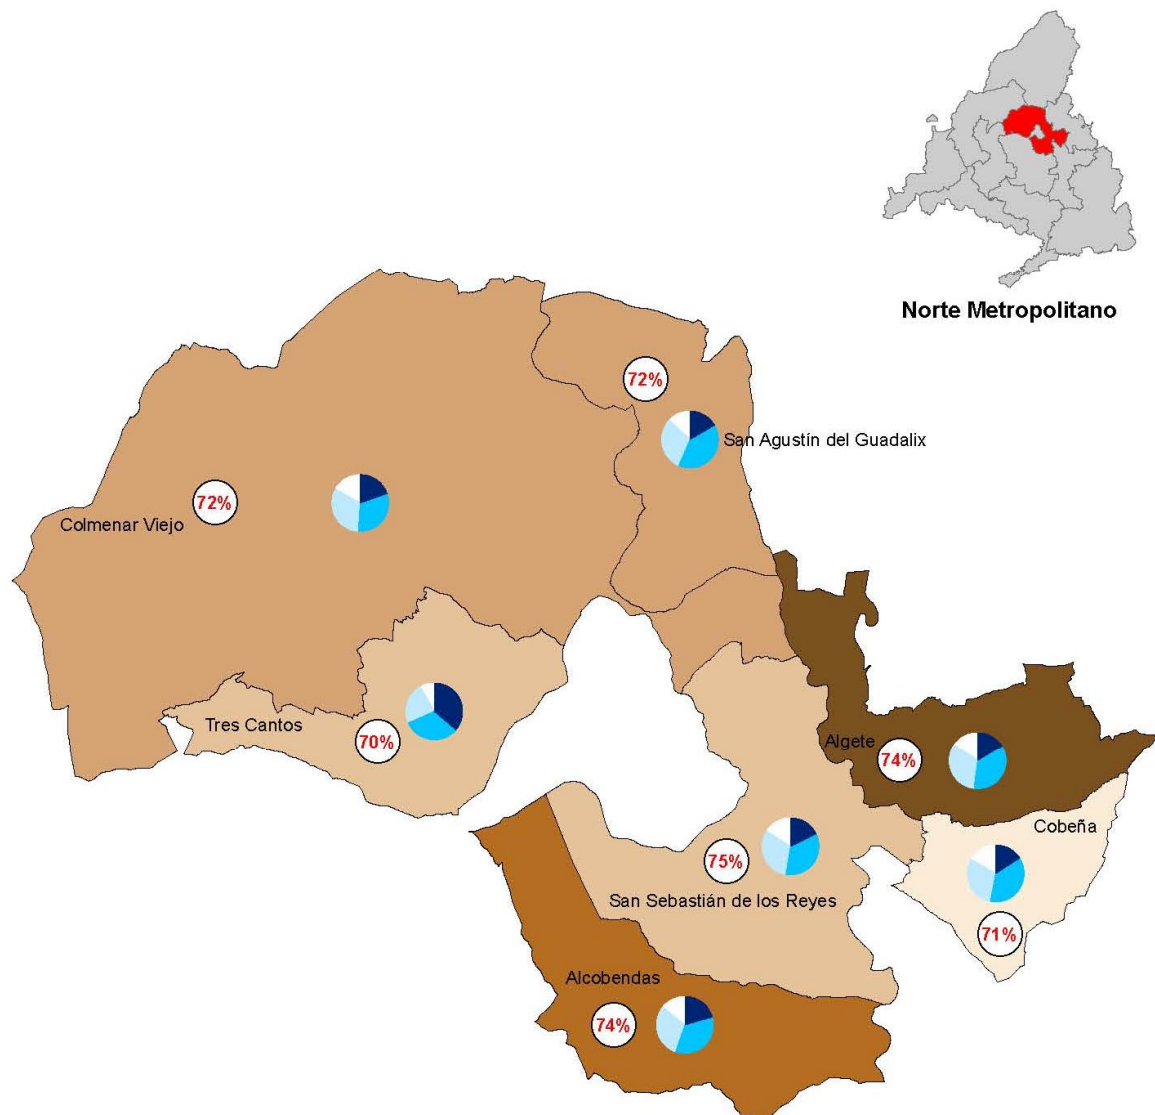 Norte Metropolitano
72%
San Agustín del Guadalix
72%
Colmenar Viejo
Tres Cantos
70%
Algete
74%
Cobeña
75%
San Sebastián de los Reyes
71%
Alcobendas
74%